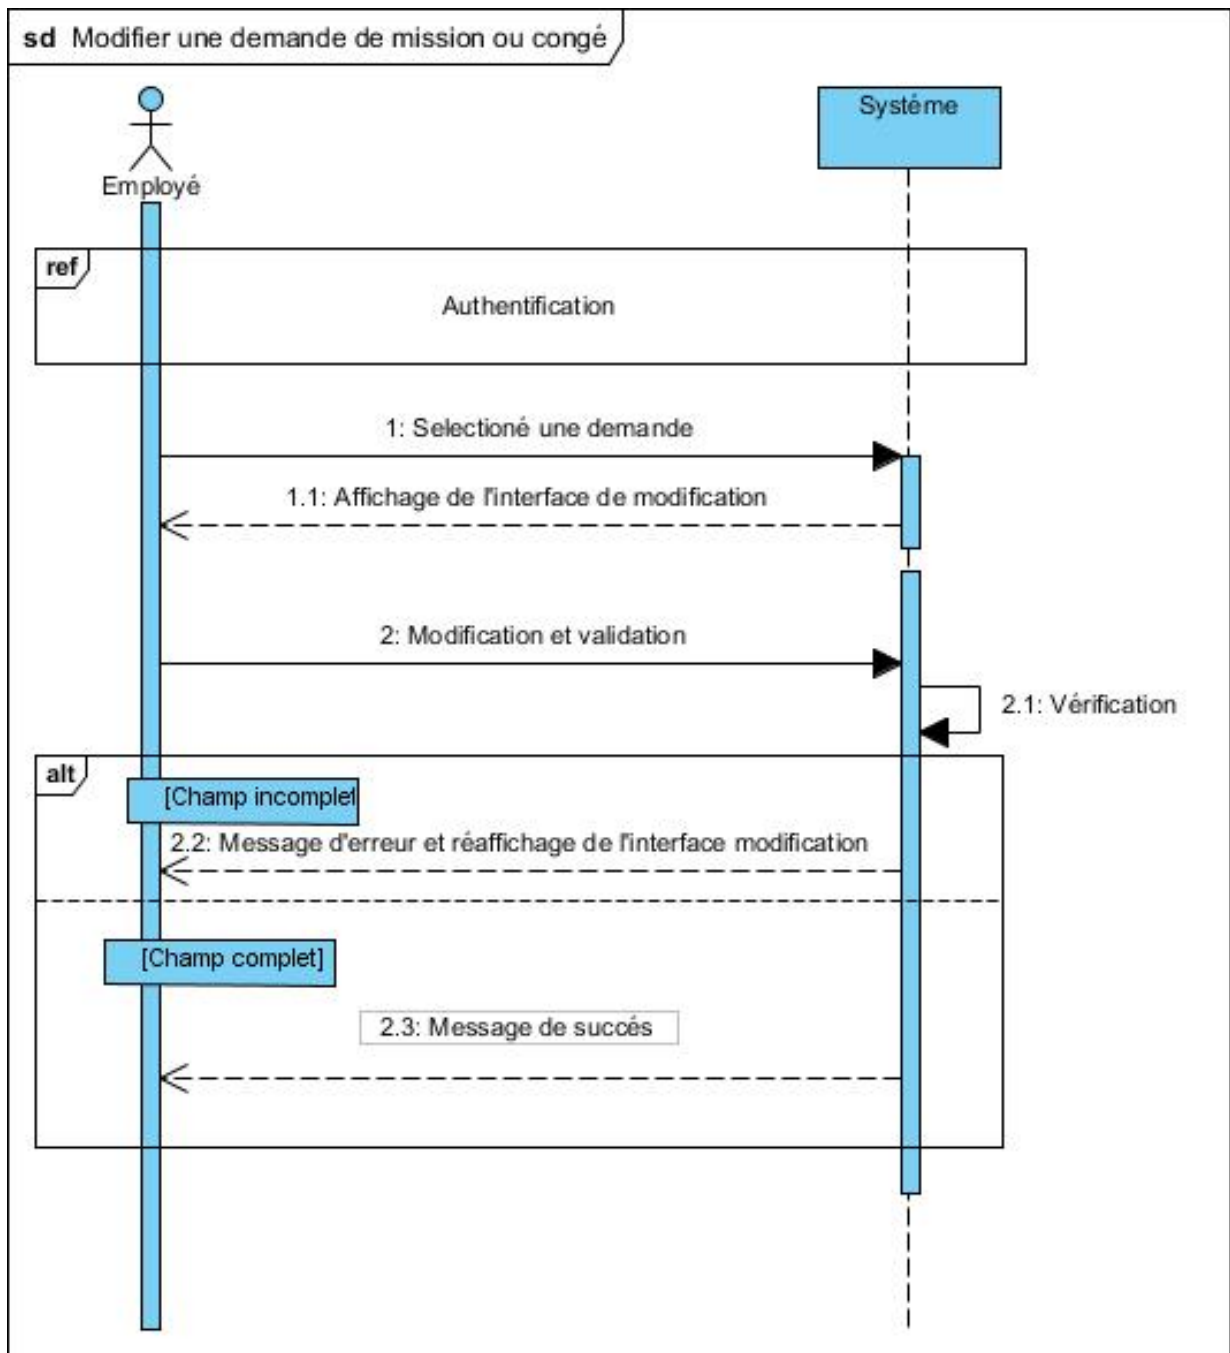 sd Modifier une demande de mission ou congé
Systéme
Employé
ref
Authentification
1: Selectioné une demande
1.1: Affichage de l'interface de modification
2: Modification et validation
2.1: Vérification
alt
[Champ incomplet
2.2: Message d'erreur et réaffichage de l'interface modification
[Champ complet]
2.3: Message de succés